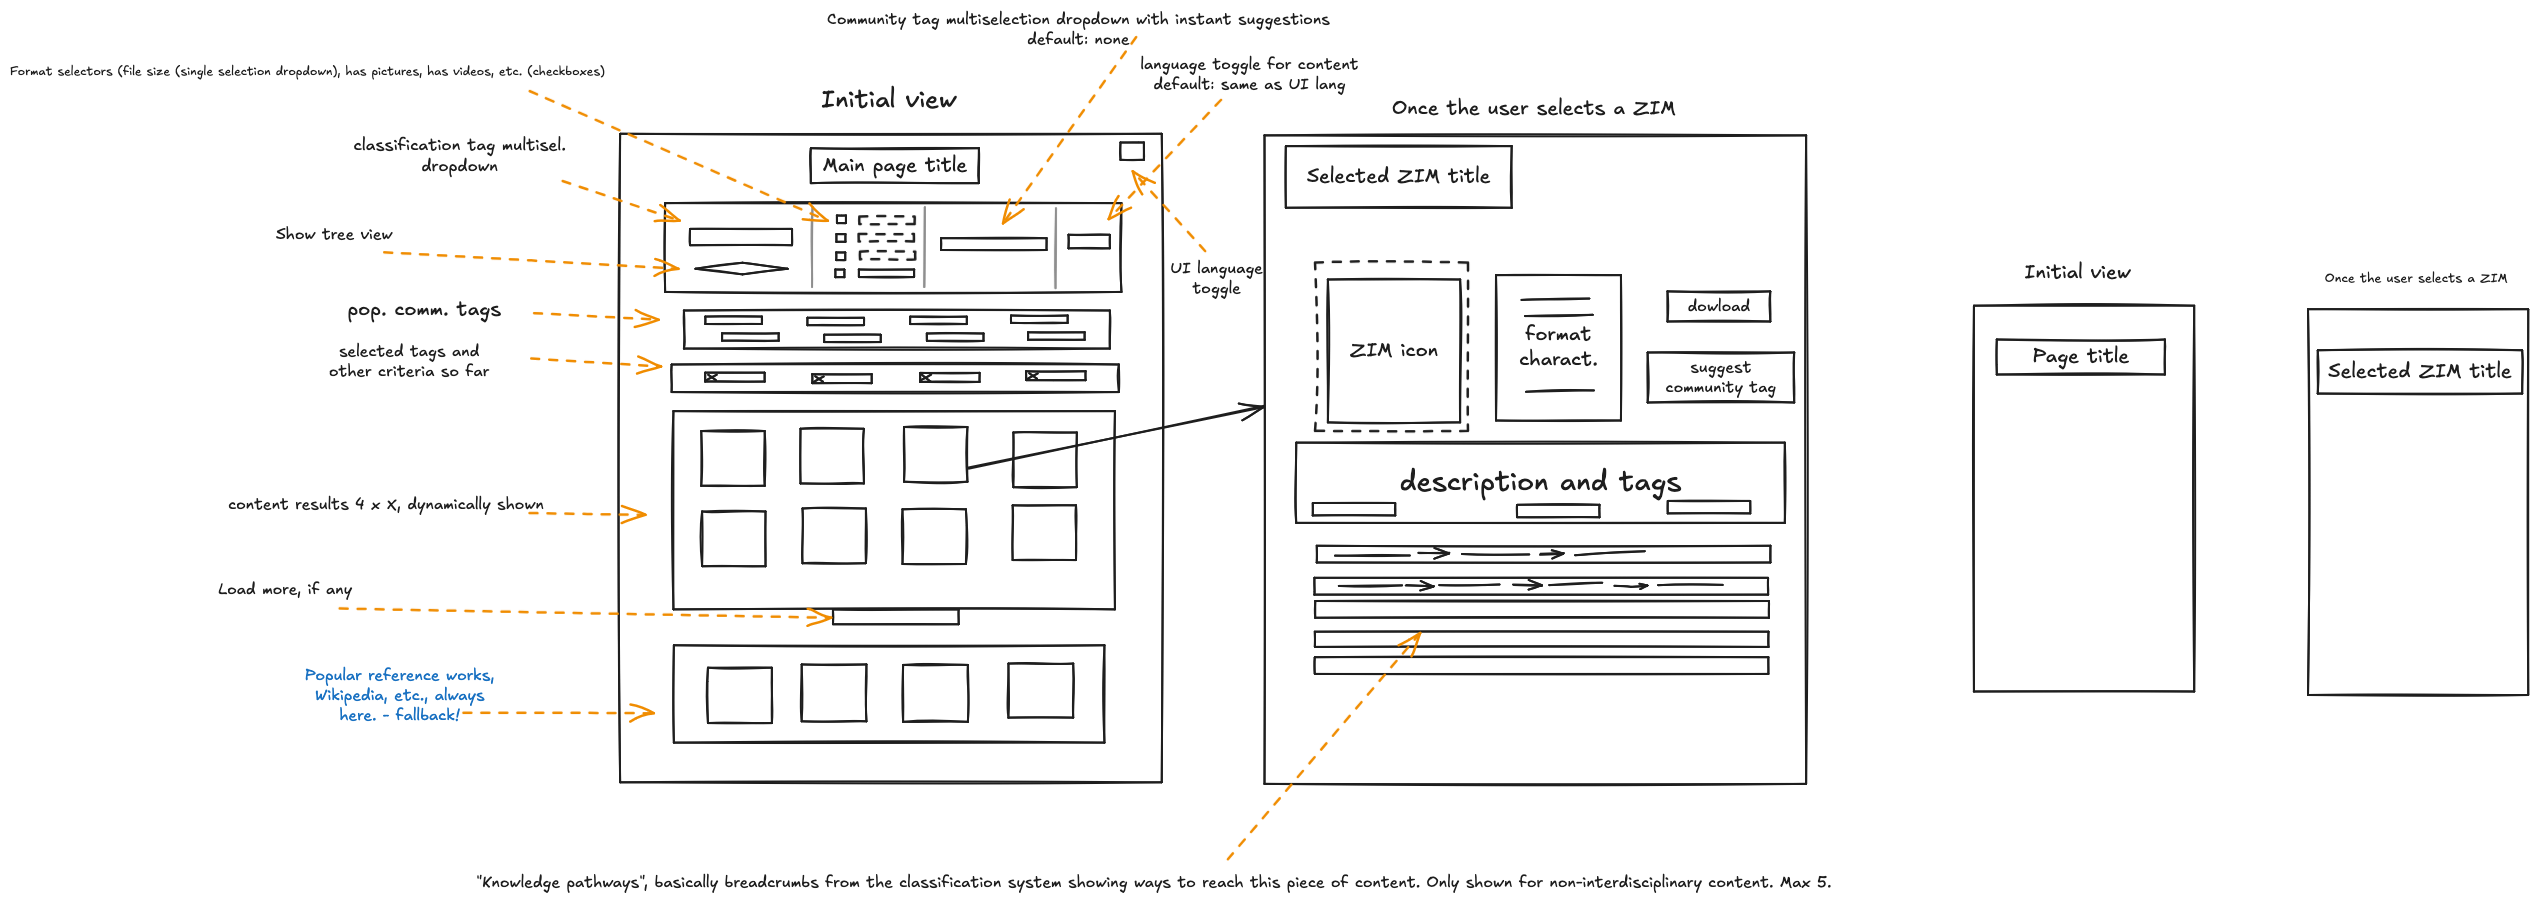 Community tag multiselection dropdown with instant suggestions
default: none
Format selectors (file size (single selection dropdown), has pictures, has videos, etc. (checkboxes)
language toggle for content
default: same as UI lang
Initial view
Once the user selects a ZIM
classification tag multisel.
dropdown
Main page title
Selected ZIM title
Show tree view
UI language
toggle
pop. comm. tags
selected tags and
other criteria so far
content results 4 x X, dynamically shown
Load more, if any
Popular reference works,
Wikipedia, etc., always
here. - fallback!
ZIM icon
format
charact.
dowload
suggest
community tag
description and tags
"Knowledge pathways", basically breadcrumbs from the classification system showing ways to reach this piece of content. Only shown for non-interdisciplinary content. Max 5.
Initial view
Page title
Once the user selects a ZIM
Selected ZIM title